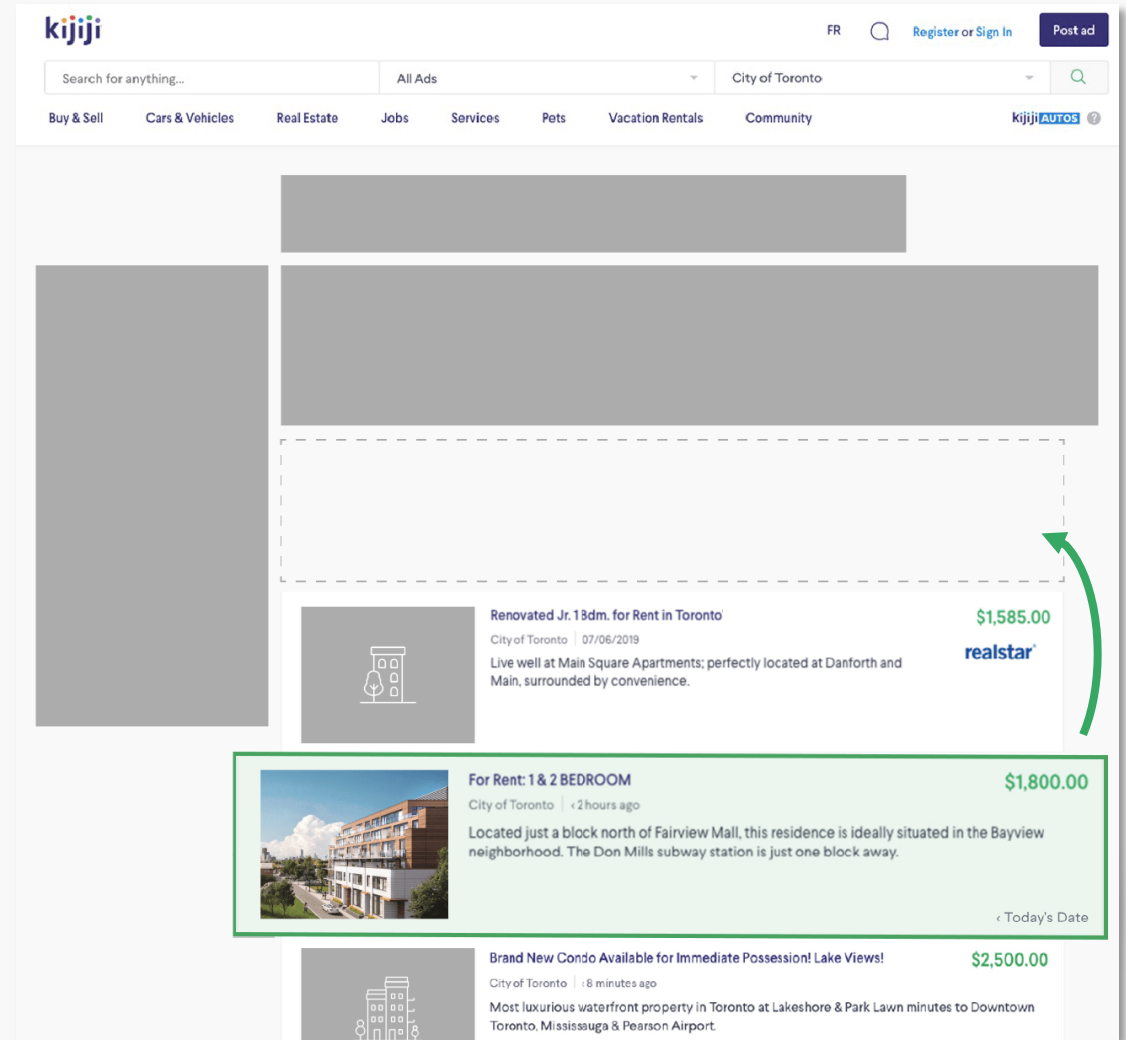 kijiji
FR
Register or Sign In
Post ad
Search for anything...
All Ads
City of Toronto
Buy & Sell
Cars & Vehicles
Real Estate
Jobs
Services
Pets
Vacation Rentals
Community
kijiji AUTOS ?
Renovated Jr. 1 Bdm. for Rent in Toronto
$1,585.00
City of Toronto | 07/06/2019
realstar
Live well at Main Square Apartments; perfectly located at Danforth and
Main, surrounded by convenience.
For Rent: 1 & 2 BEDROOM
$1,800.00
City of Toronto | < 2 hours ago
Located just a block north of Fairview Mall, this residence is ideally situated in the Bayview
neighborhood. The Don Mills subway station is just one block away.
< Today's Date
Brand New Condo Available for Immediate Possession! Lake Views!
$2,500.00
City of Toronto | < 8 minutes ago
Most luxurious waterfront property in Toronto at Lakeshore & Park Lawn minutes to Downtown
Toronto, Mississauga & Pearson Airport.